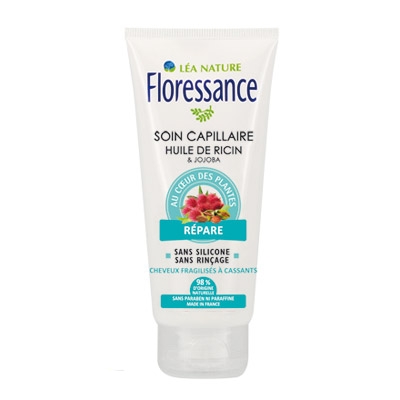 LÉA NATURE
Floressance
SOIN CAPILLAIRE
HUILE DE RICIN
& JOJOBA
AU CŒUR DES PLANTES
RÉPARE
SANS SILICONE
SANS RINÇAGE
CHEVEUX FRAGILISÉS À CASSANTS
98%
D'ORIGINE
NATURELLE
SANS PARABEN NI PARAFFINE
MADE IN FRANCE